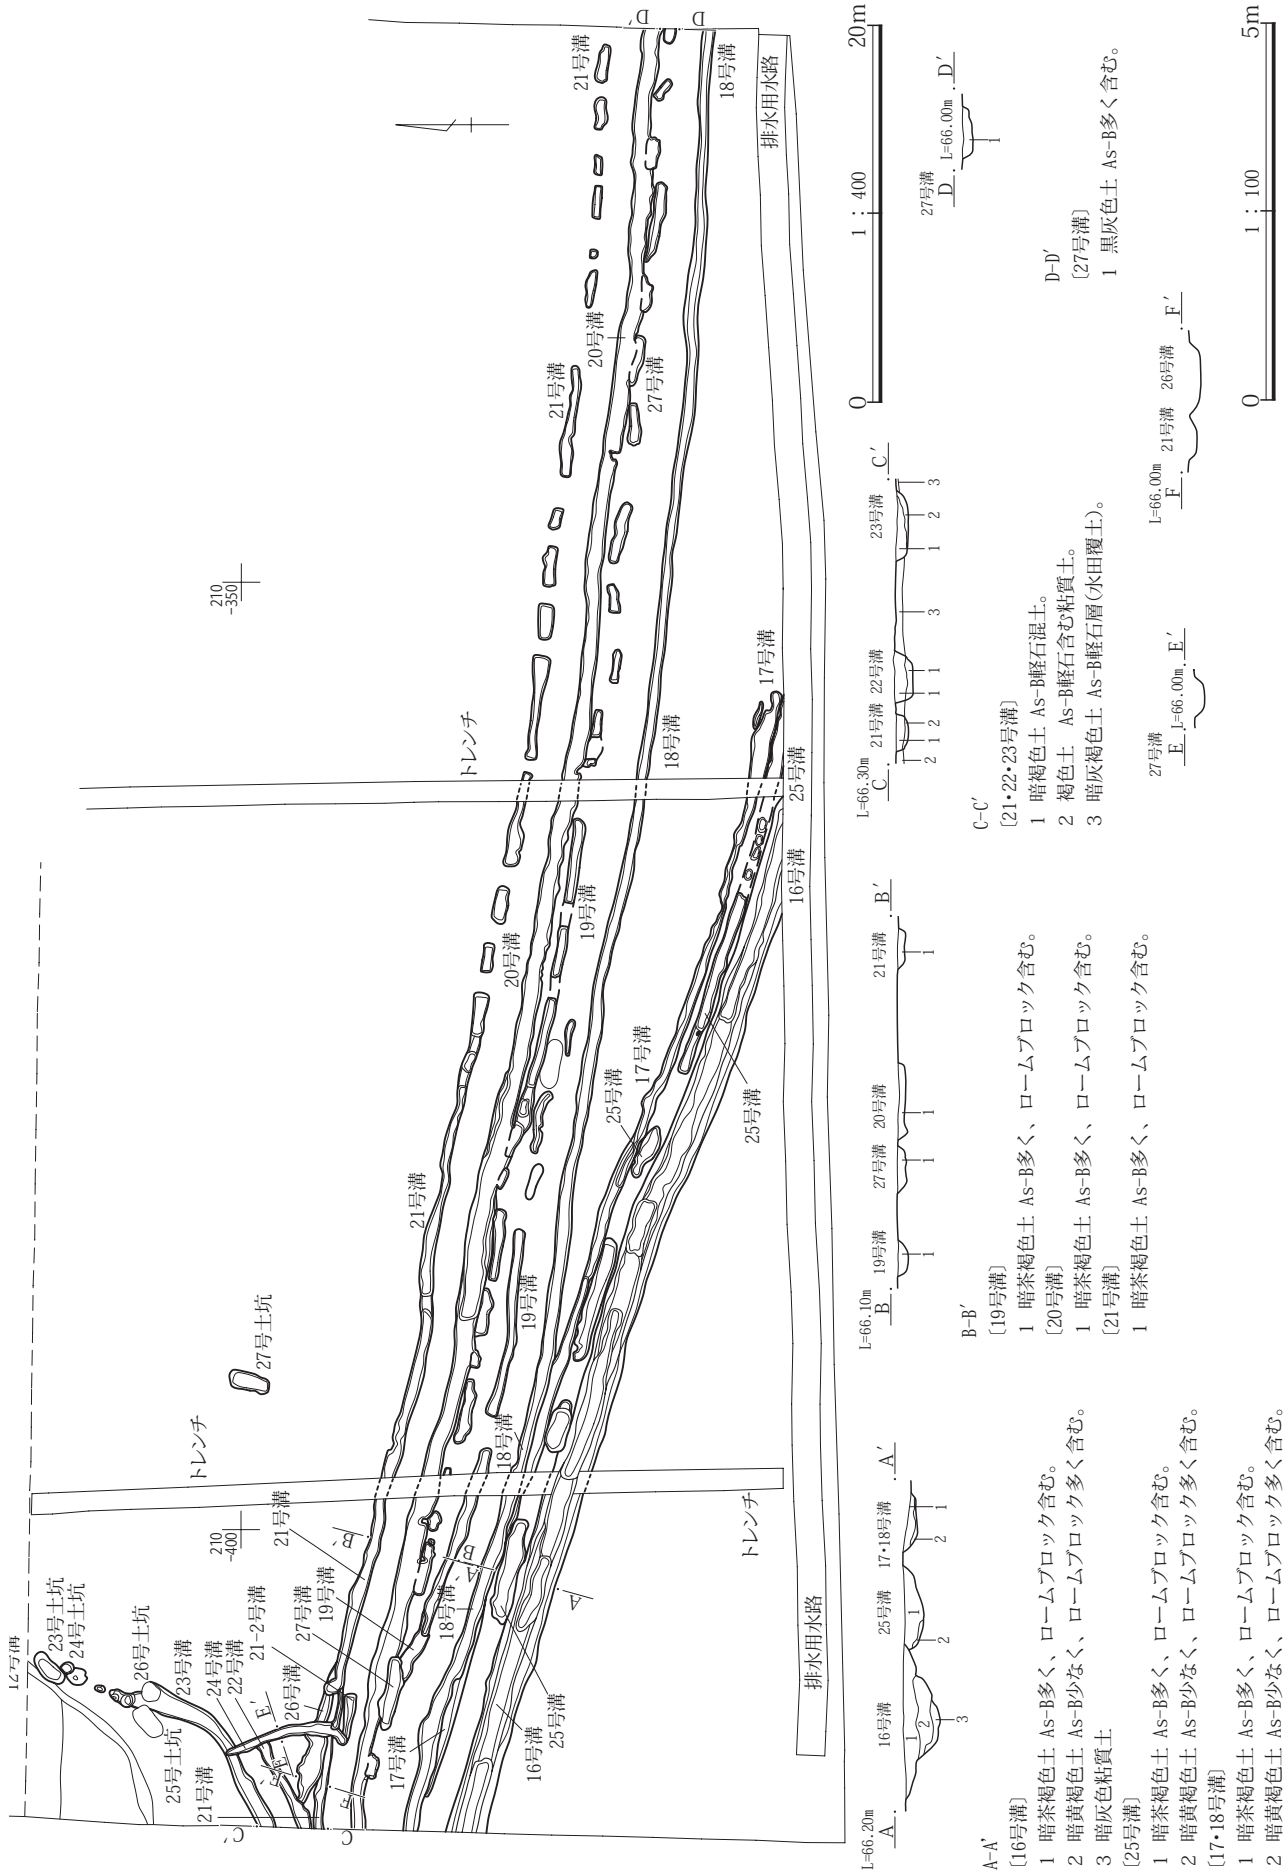 12号溝
23号土坑
24号土坑
26号土坑
25号土坑
23号溝
24号溝
22号溝
21-2号溝
27号溝
19号溝
26号溝
21号溝
21号溝
18号溝
17号溝
16号溝
25号溝
C′
C
E′
E
F′
F
B′
B
A′
A
210
-400
トレンチ
27号土坑
トレンチ
18号溝
19号溝
21号溝
25号溝
17号溝
25号溝
20号溝
19号溝
16号溝
25号溝
トレンチ
18号溝
17号溝
210
-350
21号溝
20号溝
27号溝
21号溝
18号溝
D′
D
排水用水路
排水用水路
0 1：400 20m
L=66.20m
A A′
16号溝 25号溝 17・18号溝
1 2 3 1 2 2 1
L=66.10m
B B′
19号溝 27号溝 20号溝 21号溝
1 1 1 1
L=66.30m
C C′
21号溝 22号溝 23号溝
2 1 2 1 1 3 1 2 3
27号溝
D L=66.00m D′
1
27号溝
E L=66.00m E′
L=66.00m
F 21号溝 26号溝 F′
A-A′
〔16号溝〕
1 暗茶褐色土 As-B多く、ロームブロック含む。
2 暗黄褐色土 As-B少なく、ロームブロック多く含む。
3 暗灰色粘質土
〔25号溝〕
1 暗茶褐色土 As-B多く、ロームブロック含む。
2 暗黄褐色土 As-B少なく、ロームブロック多く含む。
〔17・18号溝〕
1 暗茶褐色土 As-B多く、ロームブロック含む。
2 暗黄褐色土 As-B少なく、ロームブロック多く含む。
B-B′
〔19号溝〕
1 暗茶褐色土 As-B多く、ロームブロック含む。
〔20号溝〕
1 暗茶褐色土 As-B多く、ロームブロック含む。
〔21号溝〕
1 暗茶褐色土 As-B多く、ロームブロック含む。
C-C′
〔21・22・23号溝〕
1 暗褐色土 As-B軽石混土。
2 褐色土 As-B軽石含む粘質土。
3 暗灰褐色土 As-B軽石層(水田覆土)。
D-D′
〔27号溝〕
1 黒灰色土 As-B多く含む。
0 1：100 5m